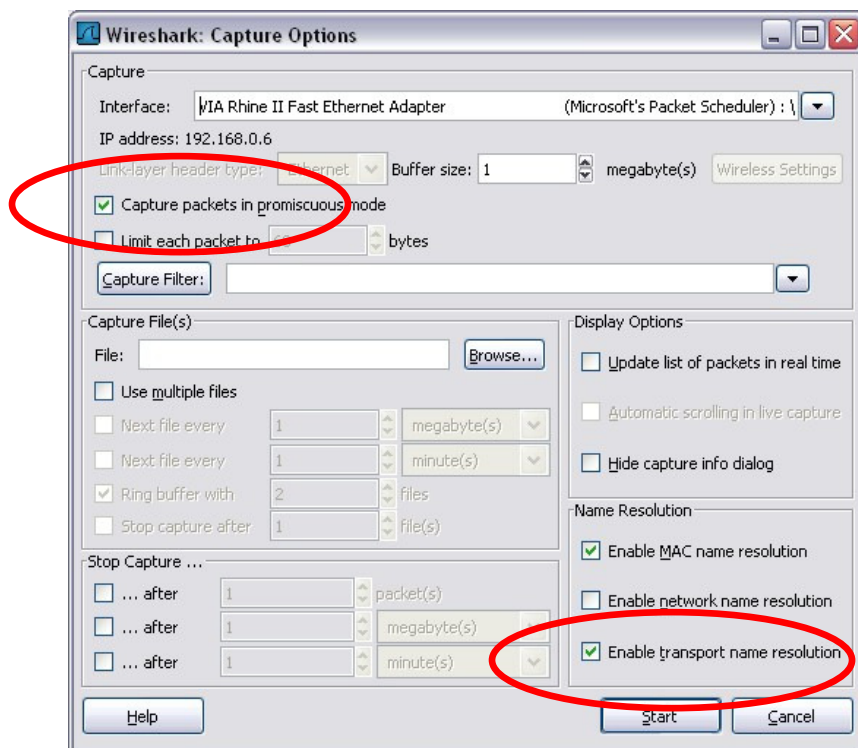 Wireshark: Capture Options
Capture
Interface: VIA Rhine II Fast Ethernet Adapter (Microsoft's Packet Scheduler) : \
IP address: 192.168.0.6
Link-layer header type: Ethernet Buffer size: 1 megabyte(s) Wireless Settings
Capture packets in promiscuous mode
Limit each packet to 68 bytes
Capture Filter:
Capture File(s)
File: Browse...
Use multiple files
Next file every 1 megabyte(s)
Next file every 1 minute(s)
Ring buffer with 2 files
Stop capture after 1 file(s)
Stop Capture ...
... after 1 packet(s)
... after 1 megabyte(s)
... after 1 minute(s)
Display Options
Update list of packets in real time
Automatic scrolling in live capture
Hide capture info dialog
Name Resolution
Enable MAC name resolution
Enable network name resolution
Enable transport name resolution
Help Start Cancel